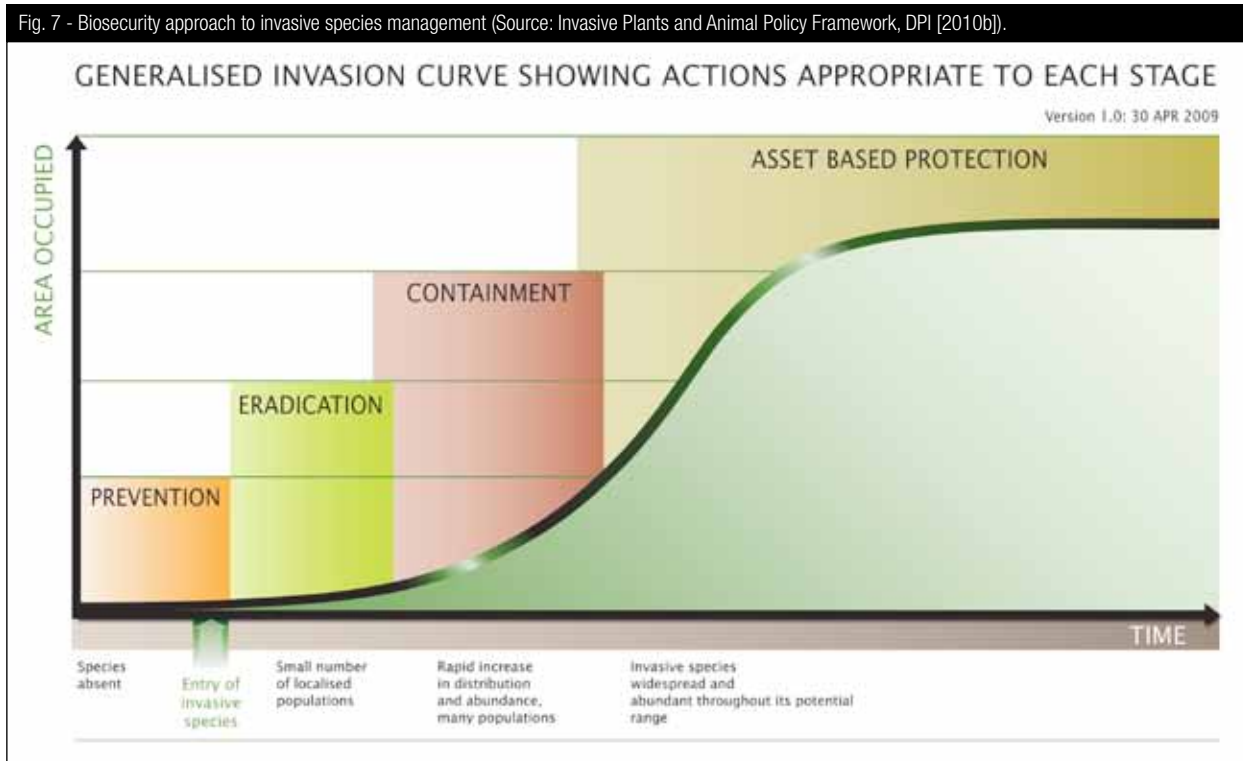 Fig. 7 - Biosecurity approach to invasive species management (Source: Invasive Plants and Animal Policy Framework, DPI [2010b]).
GENERALISED INVASION CURVE SHOWING ACTIONS APPROPRIATE TO EACH STAGE
Version 1.0: 30 APR 2009
AREA OCCUPIED
ASSET BASED PROTECTION
CONTAINMENT
ERADICATION
PREVENTION
TIME
Species
absent
Entry of
invasive
species
Small number
of localised
populations
Rapid increase
in distribution
and abundance,
many populations
Invasive species
widespread and
abundant throughout its potential
range